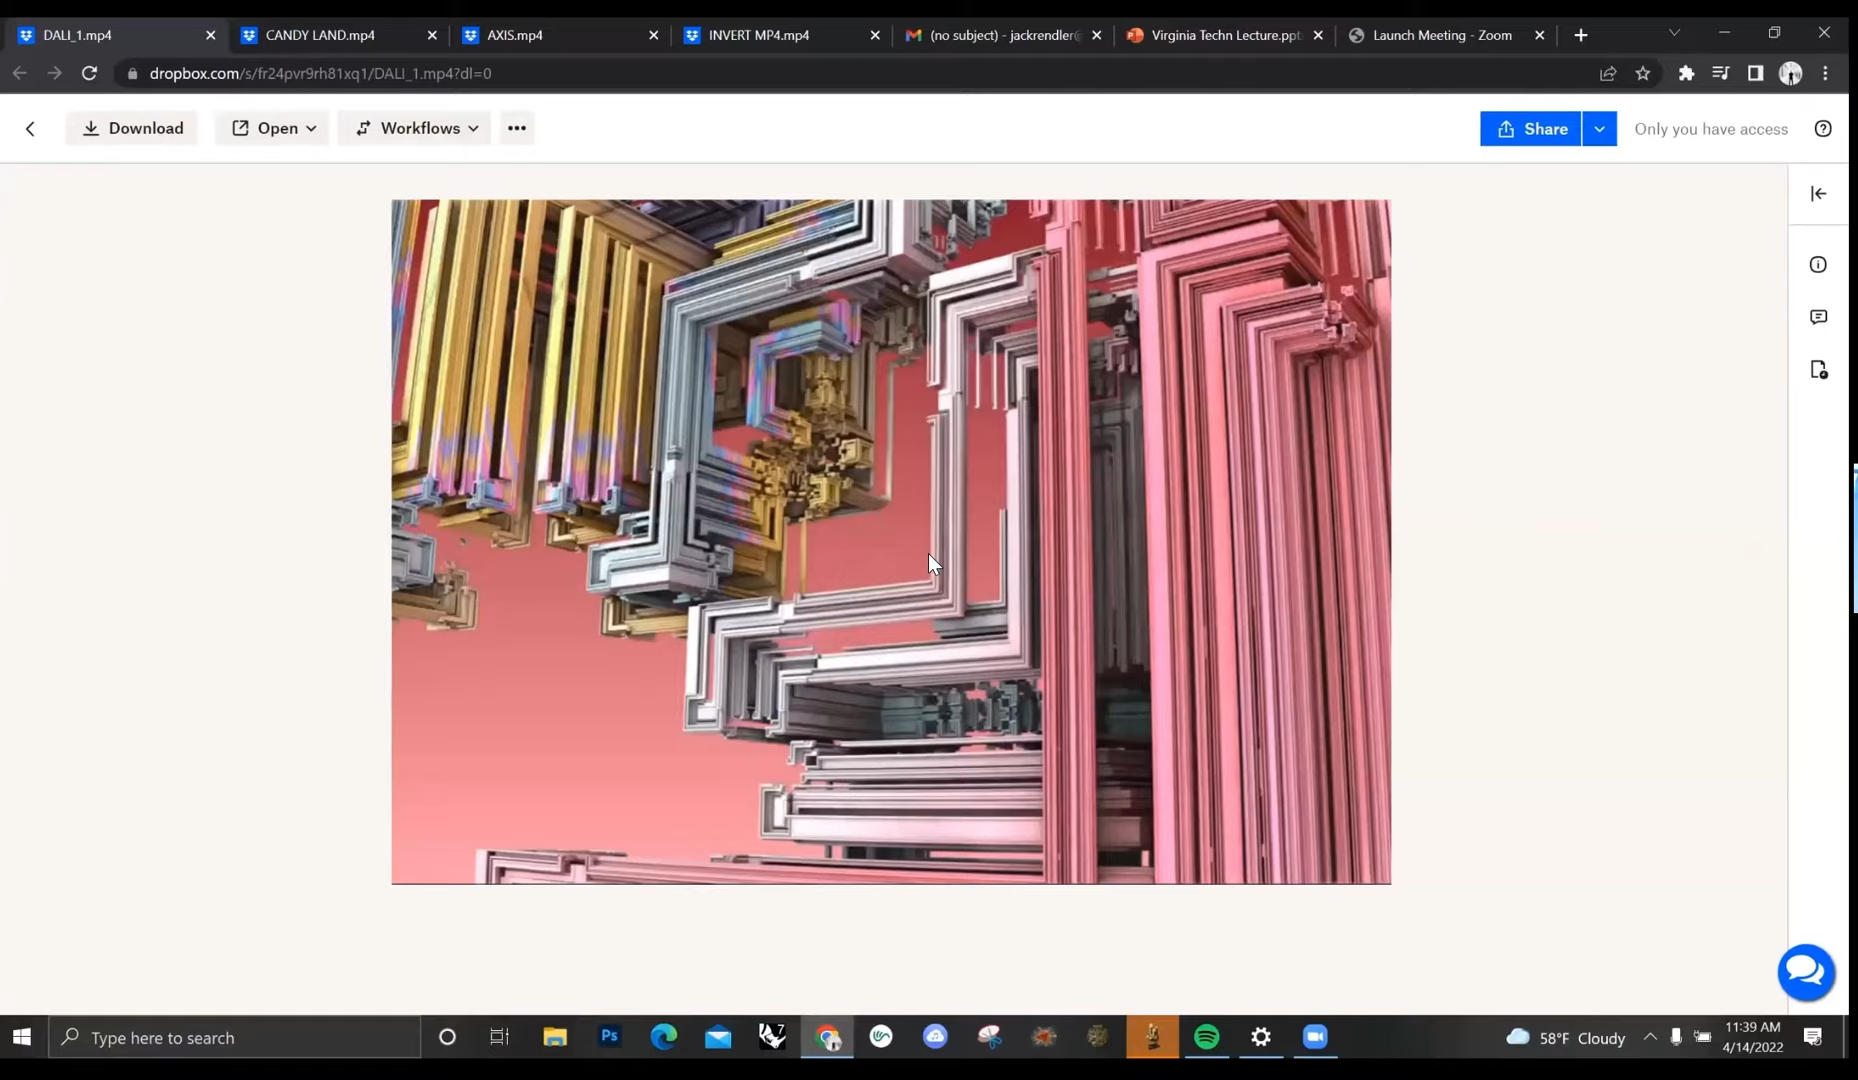 DALI_1.mp4
CANDY LAND.mp4
AXIS.mp4
INVERT MP4.mp4
(no subject) - jackrendler@
Virginia Techn Lecture.ppt
Launch Meeting - Zoom
dropbox.com/s/fr24pvr9rh81xq1/DALI_1.mp4?dl=0
Download
Open
Workflows
Share
Only you have access
Type here to search
Ps
7
58°F Cloudy
11:39 AM
4/14/2022